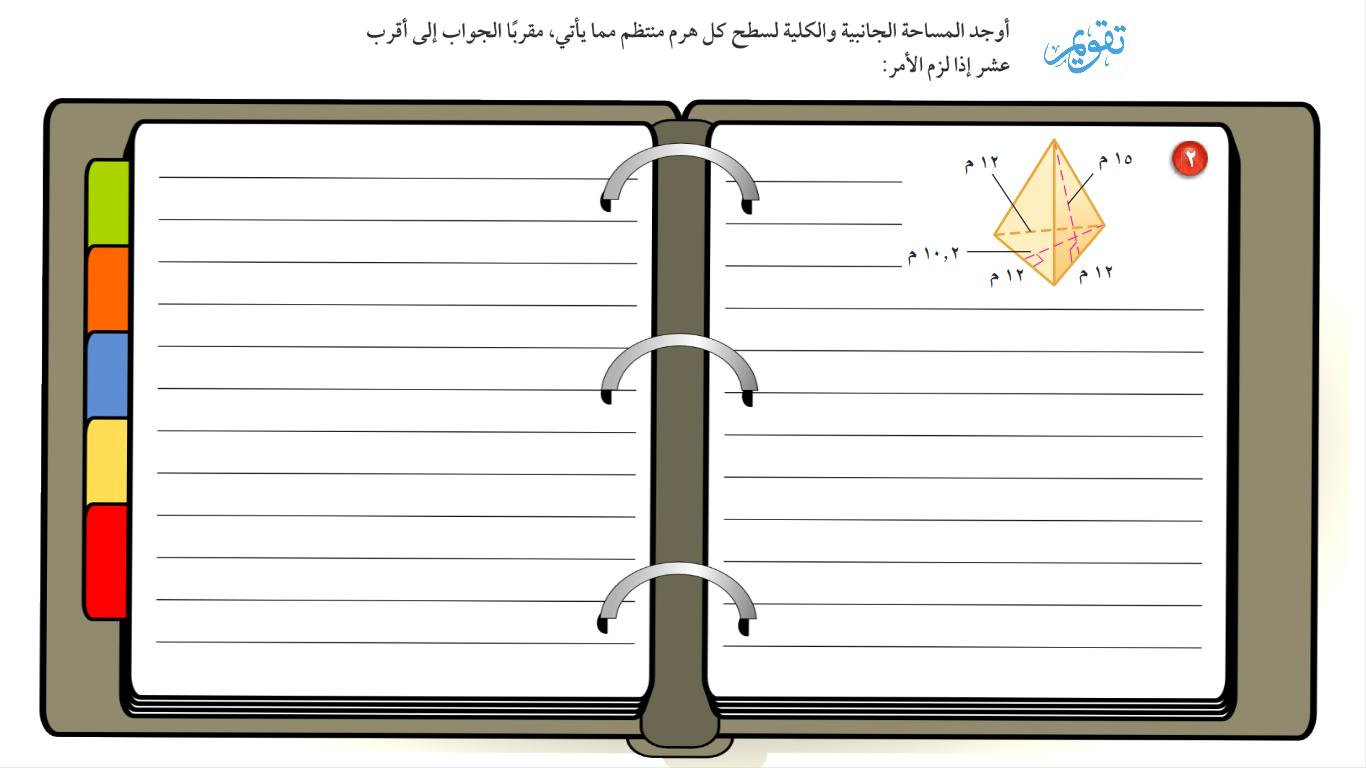 تقويم
أوجد المساحة الجانبية والكلية لسطح كل هرم منتظم مما يأتي، مقربًا الجواب إلى أقرب
عشر إذا لزم الأمر:
٢
١٥ م
١٢ م
١٠,٢ م
١٢ م
١٢ م